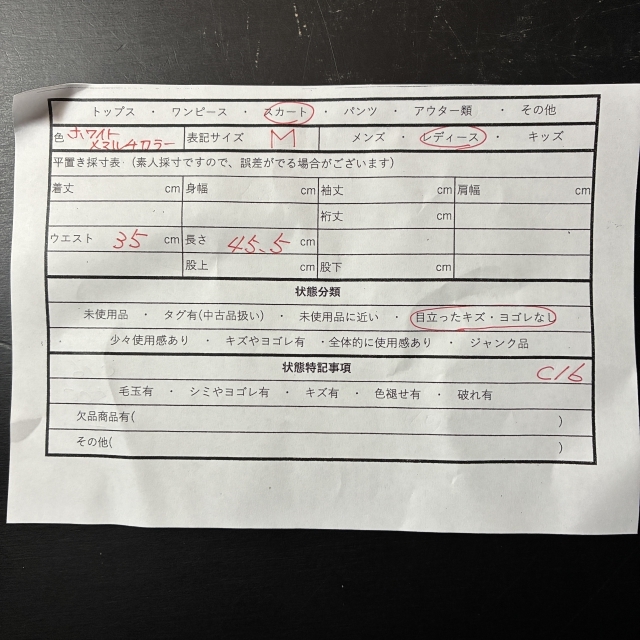 トップス ・ ワンピース ・ スカート ・ パンツ ・ アウター類 ・ その他
色 ホワイト ×マルチカラー 表記サイズ M メンズ ・ レディース ・ キッズ
平置き採寸表:(素人採寸ですので、誤差がでる場合がございます)
着丈 cm 身幅 cm 袖丈 cm 肩幅 cm
裄丈 cm
ウエスト 35 cm 長さ 45.5 cm
股上 cm 股下 cm
状態分類
未使用品 ・ タグ有(中古品扱い) ・ 未使用品に近い ・ 目立ったキズ・ヨゴレなし
・ 少々使用感あり ・ キズやヨゴレ有 ・全体的に使用感あり ・ ジャンク品
状態特記事項 C16
毛玉有 ・ シミやヨゴレ有 ・ キズ有 ・ 色褪せ有 ・ 破れ有
欠品商品有( )
その他( )